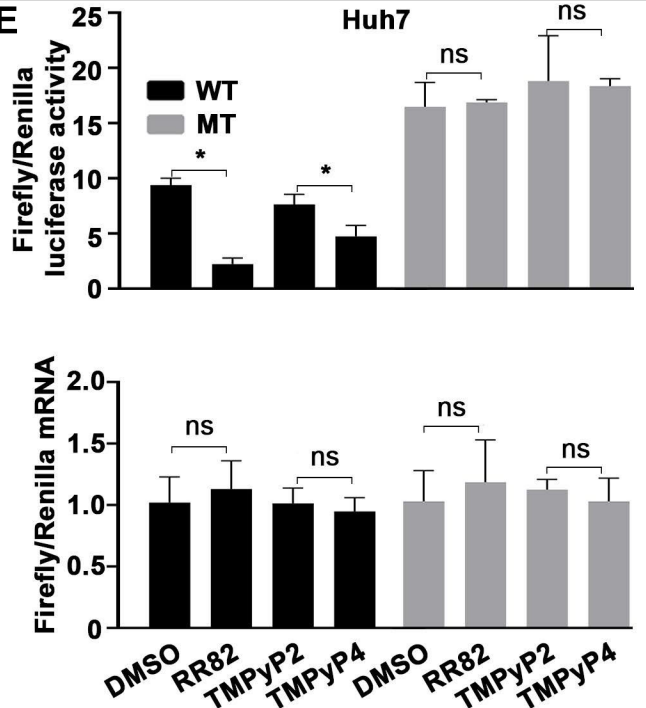 E
Huh7
Firefly/Renilla
luciferase activity
25
20
15
10
5
0
WT
MT
*
*
ns
ns
Firefly/Renilla mRNA
2.0
1.5
1.0
0.5
0
ns
ns
ns
ns
DMSO
RR82
TMPyP2
TMPyP4
DMSO
RR82
TMPyP2
TMPyP4